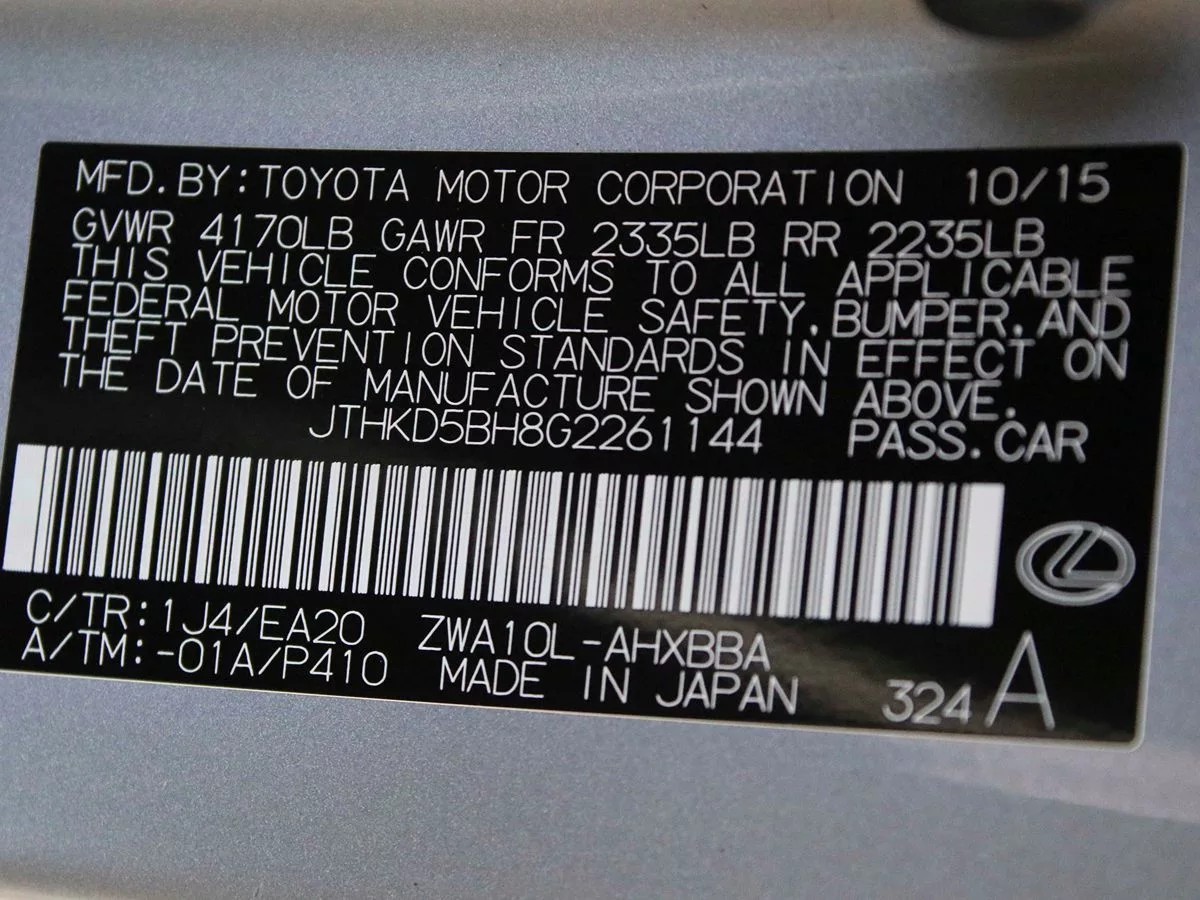 MFD. BY: TOYOTA MOTOR CORPORATION 10/15
GVWR 4170LB GAWR FR 2335LB RR 2235LB
THIS VEHICLE CONFORMS TO ALL APPLICABLE
FEDERAL MOTOR VEHICLE SAFETY, BUMPER, AND
THEFT PREVENTION STANDARDS IN EFFECT ON
THE DATE OF MANUFACTURE SHOWN ABOVE.
JTHKD5BH8G2261144 PASS. CAR
C/TR: 1J4/EA20 ZWA10L-AHXBBA
A/TM: -01A/P410 MADE IN JAPAN 324 A